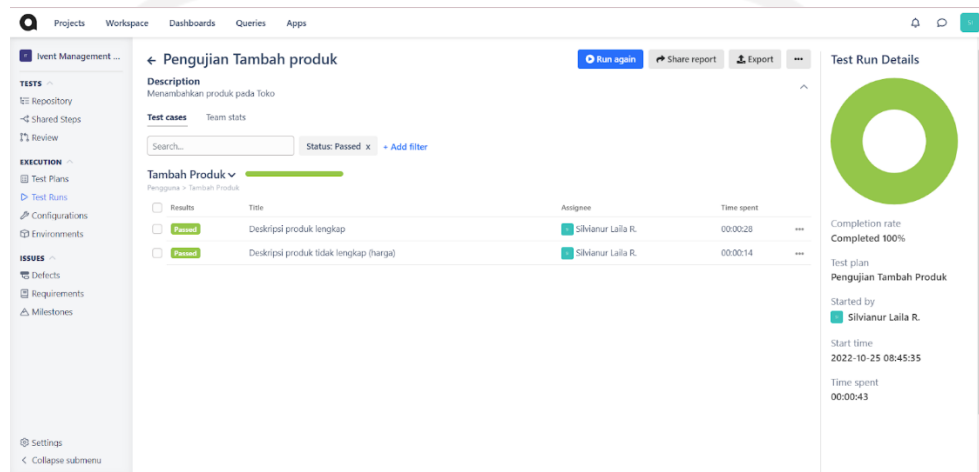 Projects Workspace Dashboards Queries Apps
SI
Ivent Management ...
TESTS
Repository
Shared Steps
Review
EXECUTION
Test Plans
Test Runs
Configurations
Environments
ISSUES
Defects
Requirements
Milestones
Settings
Collapse submenu
← Pengujian Tambah produk
Run again Share report Export ...
Description
Menambahkan produk pada Toko
Test cases Team stats
Search... Status: Passed x + Add filter
Tambah Produk
Pengguna > Tambah Produk
Results Title Assignee Time spent
Passed Deskripsi produk lengkap Silvianur Laila R. 00:00:28 ...
Passed Deskripsi produk tidak lengkap (harga) Silvianur Laila R. 00:00:14 ...
Test Run Details
Completion rate
Completed 100%
Test plan
Pengujian Tambah Produk
Started by
Silvianur Laila R.
Start time
2022-10-25 08:45:35
Time spent
00:00:43